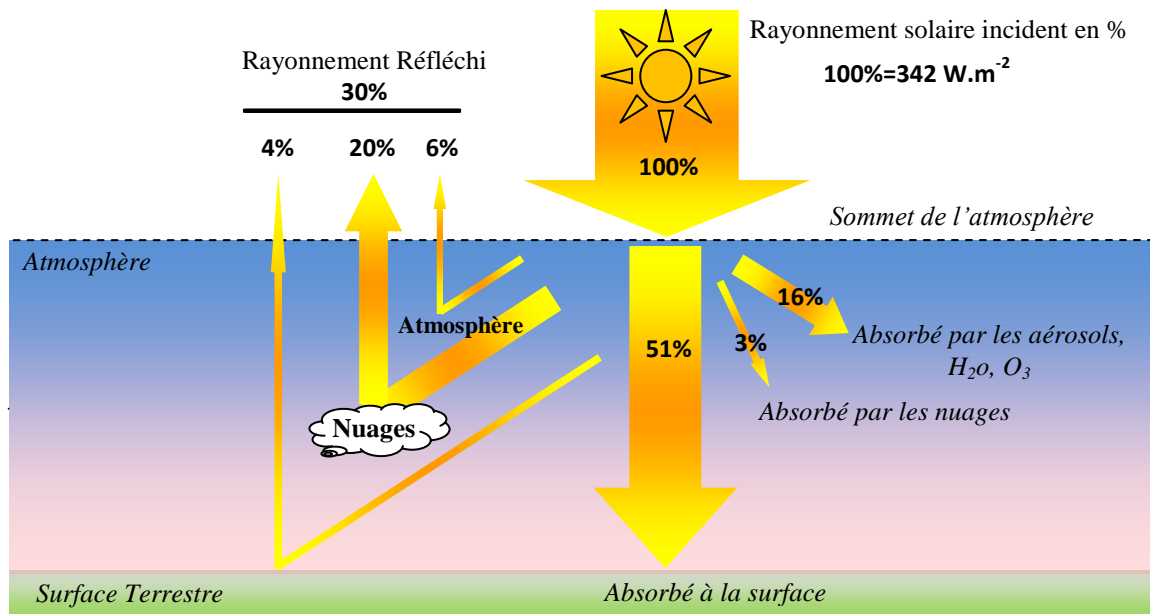 Rayonnement solaire incident en %
100%=342 W.m⁻²
Rayonnement Réfléchi
30%
4%
20%
6%
100%
Sommet de l’atmosphère
Atmosphère
Atmosphère
16%
3%
51%
Absorbé par les aérosols,
H₂o, O₃
Absorbé par les nuages
Nuages
Surface Terrestre
Absorbé à la surface